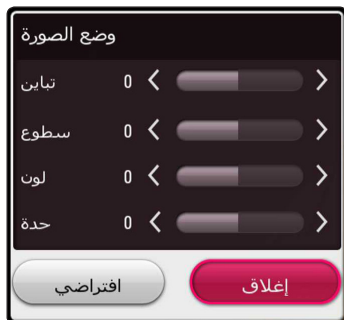 وضع الصورة
تباين 0
سطوع 0
لون 0
حدة 0
إغلاق افتراضي